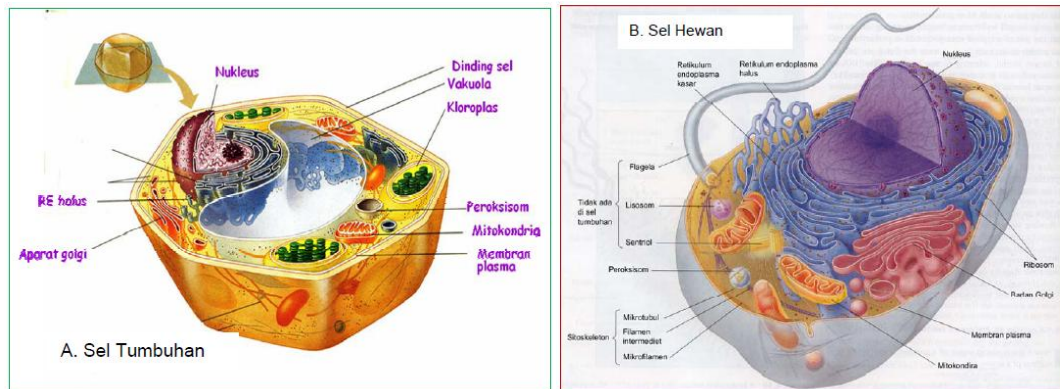 Nukleus
Dinding sel
Vakuola
Kloroplas
RE halus
Aparat golgi
Peroksisom
Mitokondria
Membran
plasma
A. Sel Tumbuhan
B. Sel Hewan
Nukleus
Retikulum
endoplasma
kasar
Retikulum endoplasma
halus
Flagela
Tidak ada
di sel
tumbuhan
Lisosom
Sentriol
Peroksisom
Sitoskeleton
Mikrotubul
Filamen
intermediet
Mikrofilamen
Ribosom
Badan Golgi
Membran plasma
Mitokondira